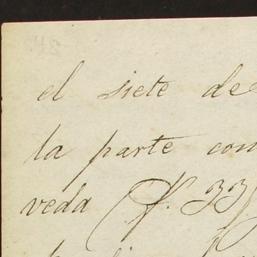 el siete de
la parte con
veda (f. 33